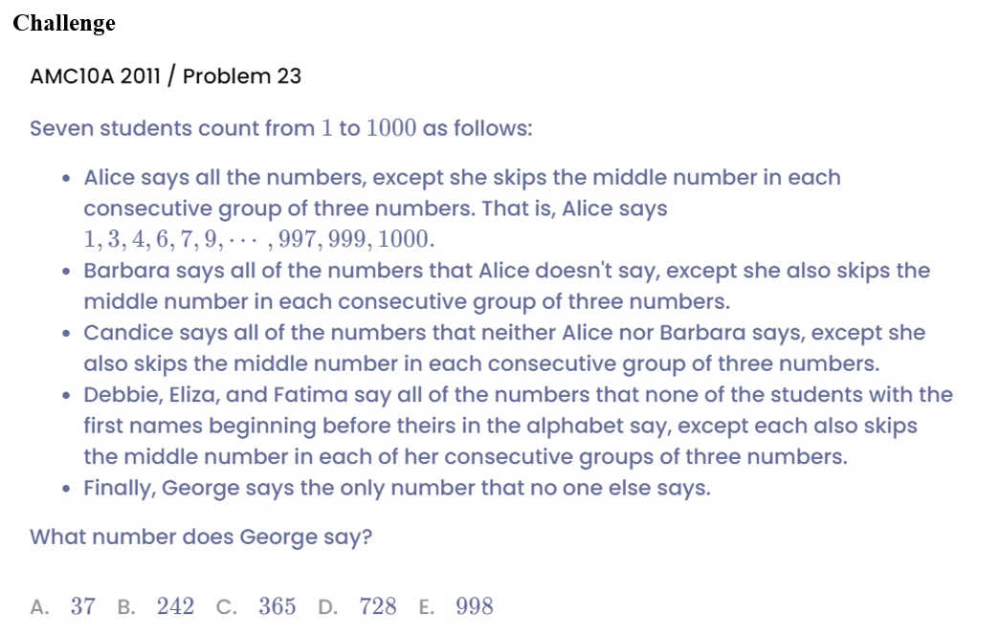 Challenge
AMC10A 2011 / Problem 23
Seven students count from 1 to 1000 as follows:
• Alice says all the numbers, except she skips the middle number in each
consecutive group of three numbers. That is, Alice says
1, 3, 4, 6, 7, 9, ⋯ , 997, 999, 1000.
• Barbara says all of the numbers that Alice doesn't say, except she also skips the
middle number in each consecutive group of three numbers.
• Candice says all of the numbers that neither Alice nor Barbara says, except she
also skips the middle number in each consecutive group of three numbers.
• Debbie, Eliza, and Fatima say all of the numbers that none of the students with the
first names beginning before theirs in the alphabet say, except each also skips
the middle number in each of her consecutive groups of three numbers.
• Finally, George says the only number that no one else says.
What number does George say?
A. 37 B. 242 C. 365 D. 728 E. 998